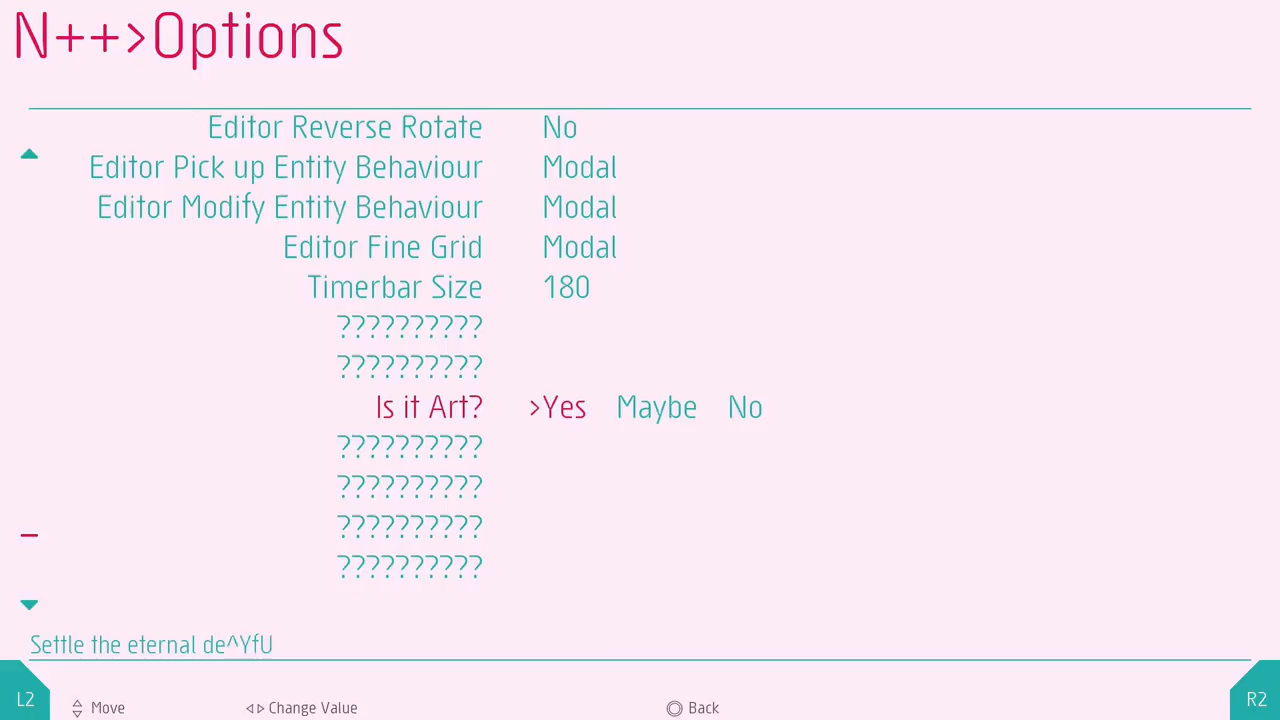 N++>Options
Editor Reverse Rotate No
Editor Pick up Entity Behaviour Modal
Editor Modify Entity Behaviour Modal
Editor Fine Grid Modal
Timerbar Size 180
??????????
??????????
Is it Art? >Yes Maybe No
??????????
??????????
??????????
??????????
Settle the eternal de^YfU
L2 Move Change Value Back R2